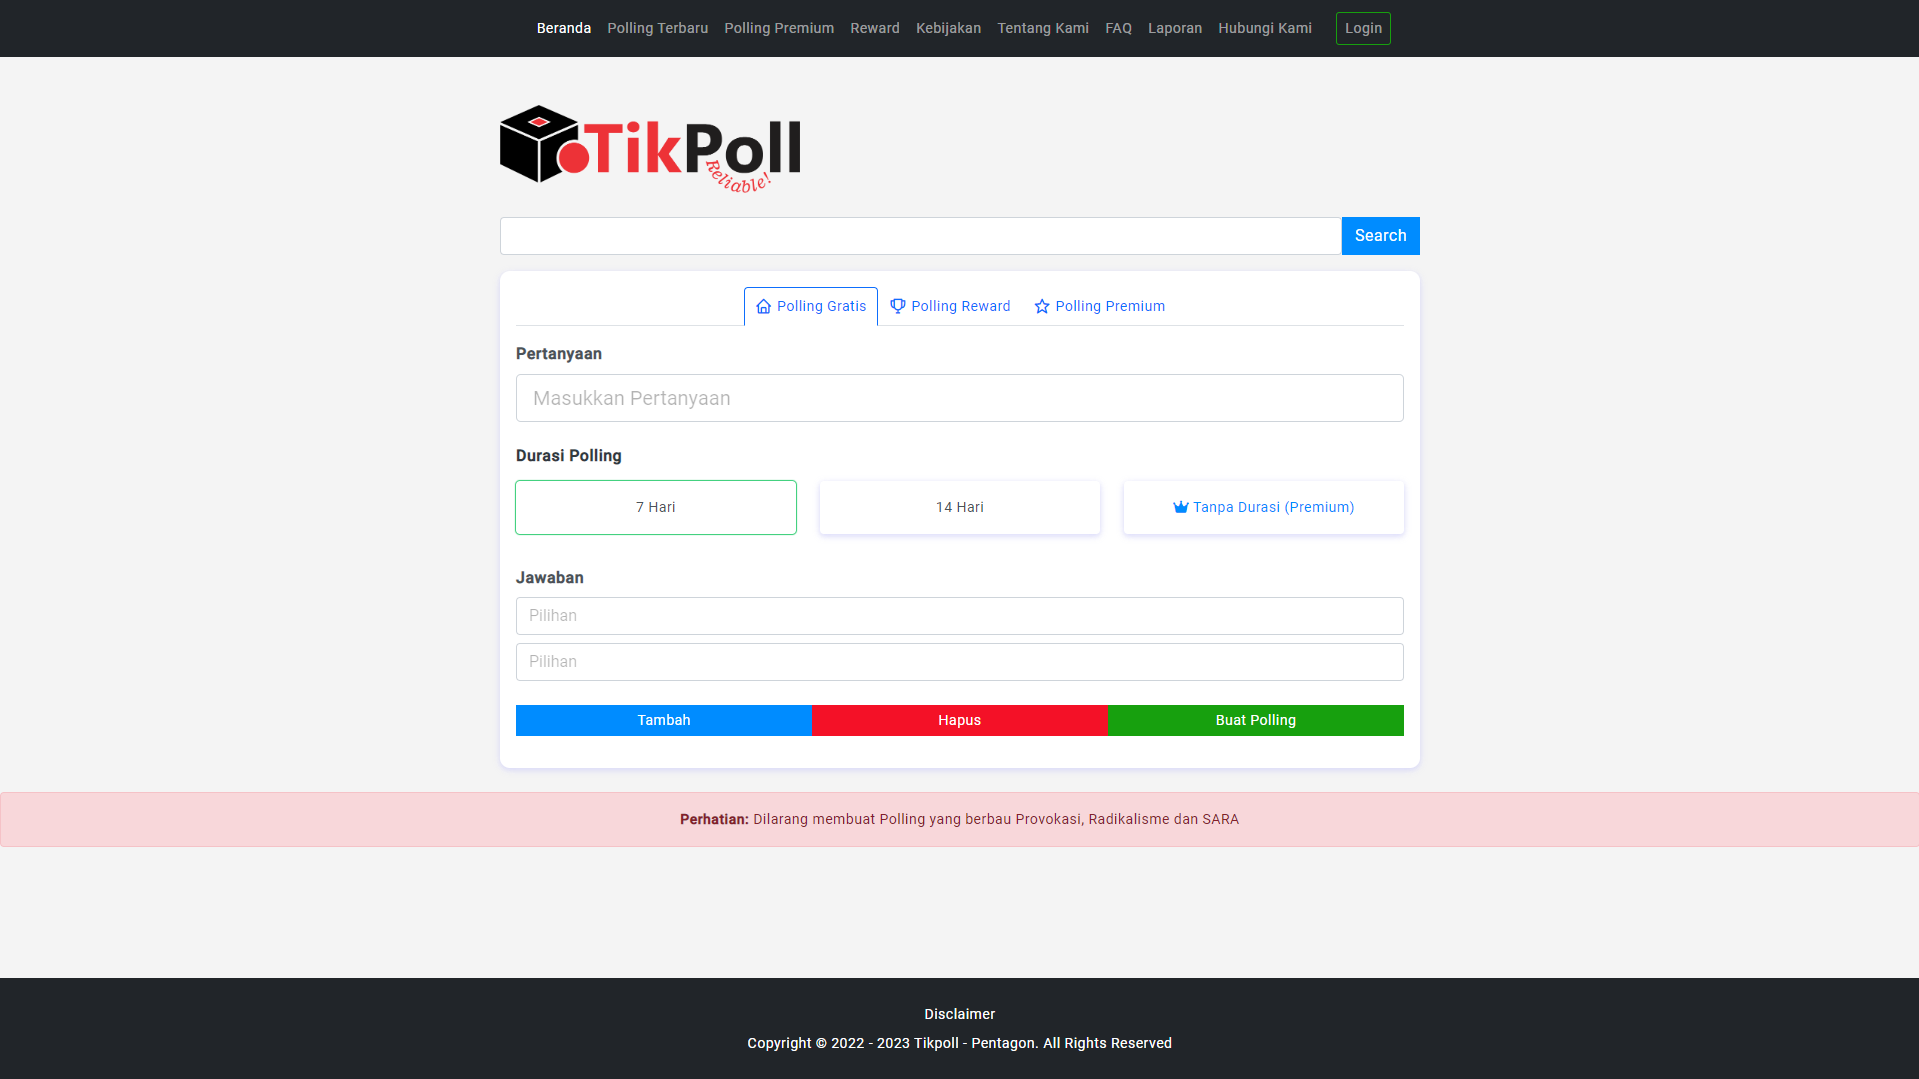 Beranda Polling Terbaru Polling Premium Reward Kebijakan Tentang Kami FAQ Laporan Hubungi Kami Login
TikPoll
Reliable!
Search
Polling Gratis Polling Reward Polling Premium
Pertanyaan
Masukkan Pertanyaan
Durasi Polling
7 Hari 14 Hari Tanpa Durasi (Premium)
Jawaban
Pilihan
Pilihan
Tambah Hapus Buat Polling
Perhatian: Dilarang membuat Polling yang berbau Provokasi, Radikalisme dan SARA
Disclaimer
Copyright © 2022 - 2023 Tikpoll - Pentagon. All Rights Reserved